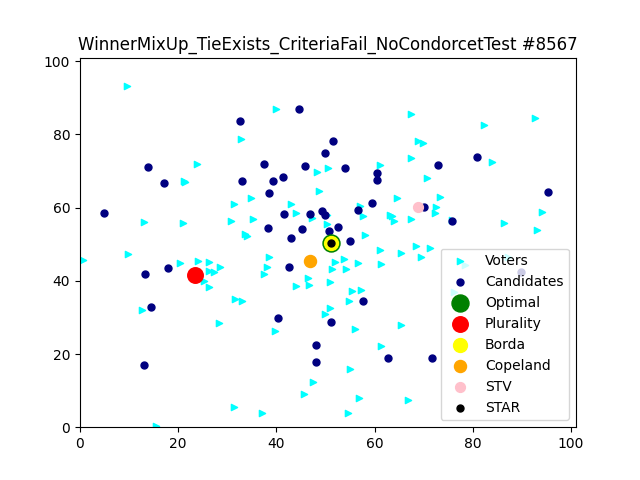 WinnerMixUp_TieExists_CriteriaFail_NoCondorcetTest #8567
100
80
60
40
20
0
0 20 40 60 80 100
Voters
Candidates
Optimal
Plurality
Borda
Copeland
STV
STAR